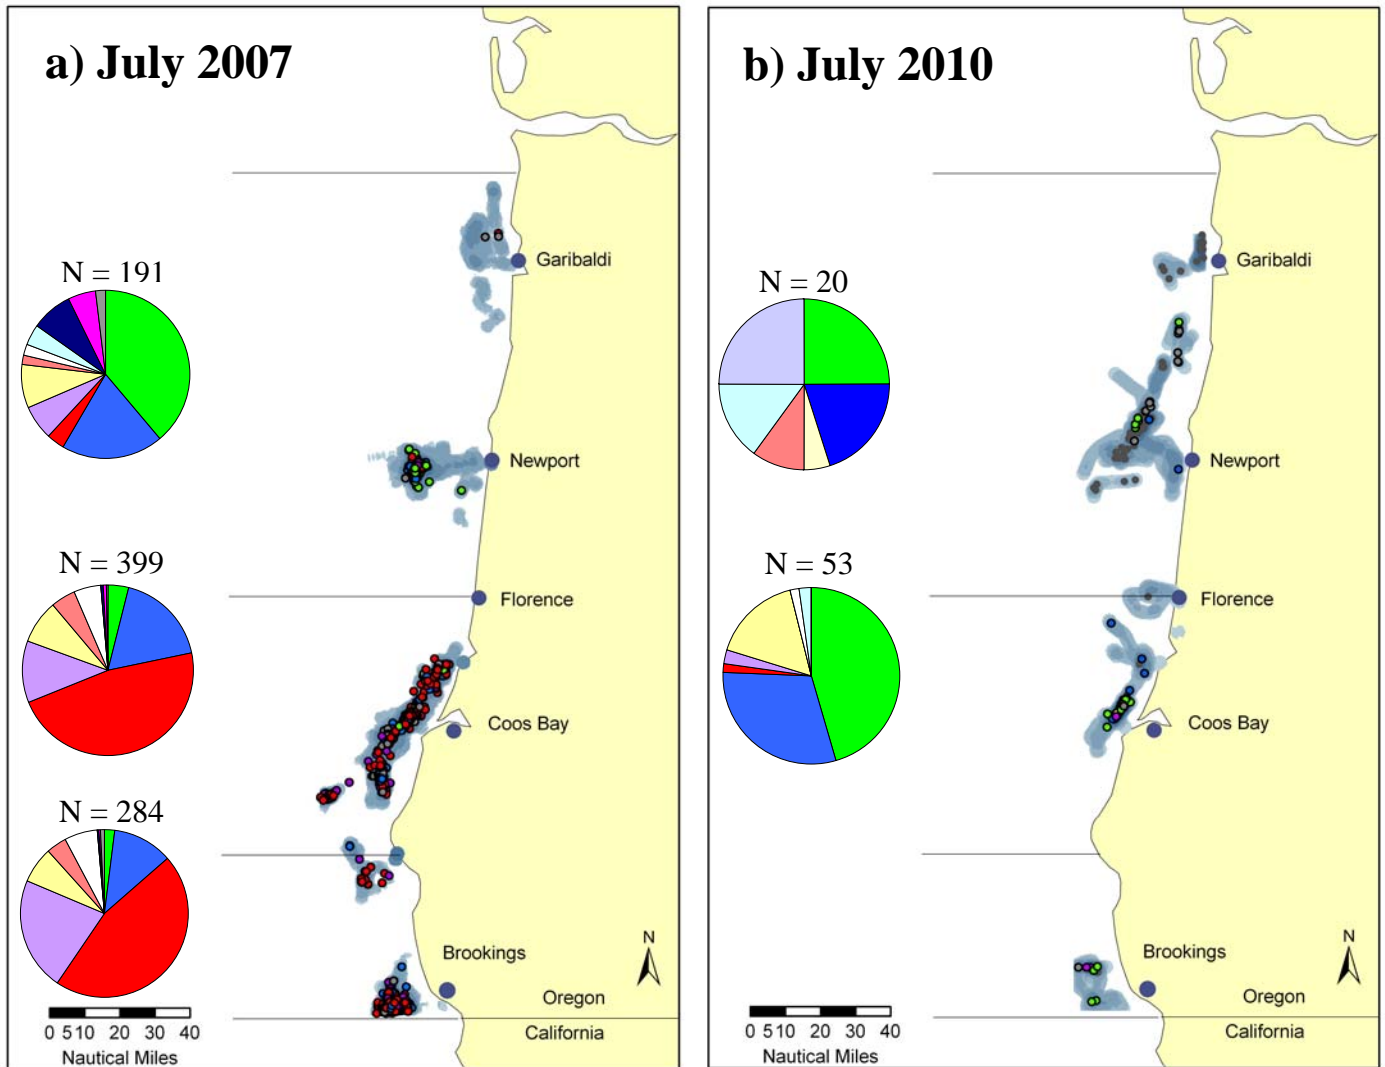 a) July 2007
Garibaldi
N = 191
Newport
N = 399
Florence
Coos Bay
N = 284
Brookings
N
Oregon
California
0 5 10 20 30 40
Nautical Miles
b) July 2010
Garibaldi
N = 20
Newport
N = 53
Florence
Coos Bay
Brookings
N
Oregon
California
0 5 10 20 30 40
Nautical Miles